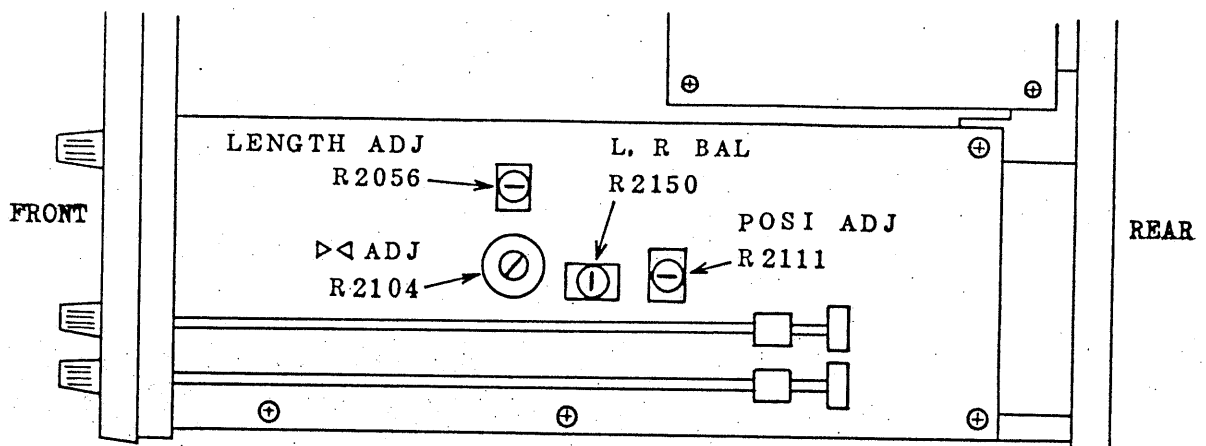 LENGTH ADJ
R2056
L, R BAL
R2150
FRONT
POSI ADJ
R2111
REAR
▷◁ ADJ
R2104